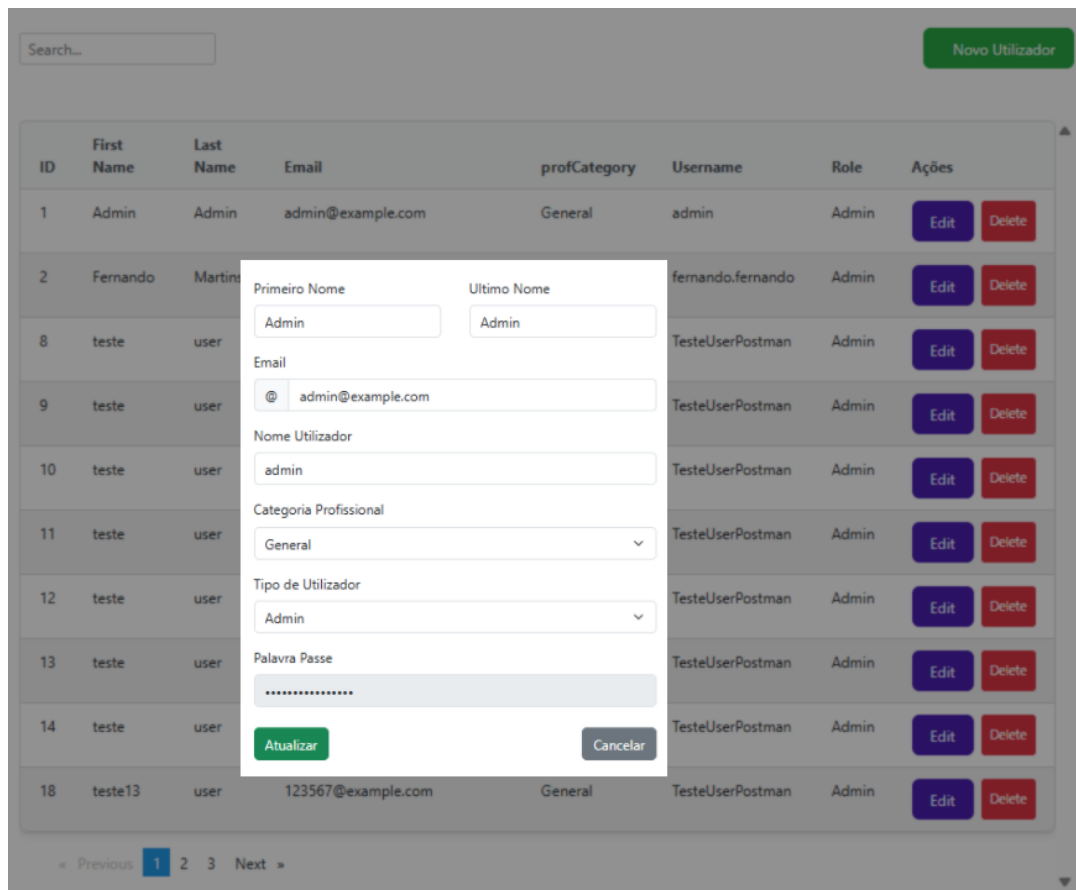 Search...
Novo Utilizador
ID First Name Last Name Email profCategory Username Role Ações
1 Admin Admin admin@example.com General admin Admin Edit Delete
2 Fernando Martins fernando.fernando Admin Edit Delete
8 teste user TesteUserPostman Admin Edit Delete
9 teste user TesteUserPostman Admin Edit Delete
10 teste user TesteUserPostman Admin Edit Delete
11 teste user TesteUserPostman Admin Edit Delete
12 teste user TesteUserPostman Admin Edit Delete
13 teste user TesteUserPostman Admin Edit Delete
14 teste user TesteUserPostman Admin Edit Delete
18 teste13 user 123567@example.com General TesteUserPostman Admin Edit Delete
« Previous 1 2 3 Next »
Primeiro Nome Ultimo Nome
Admin Admin
Email
@ admin@example.com
Nome Utilizador
admin
Categoria Profissional
General
Tipo de Utilizador
Admin
Palavra Passe
••••••••••••••••
Atualizar Cancelar